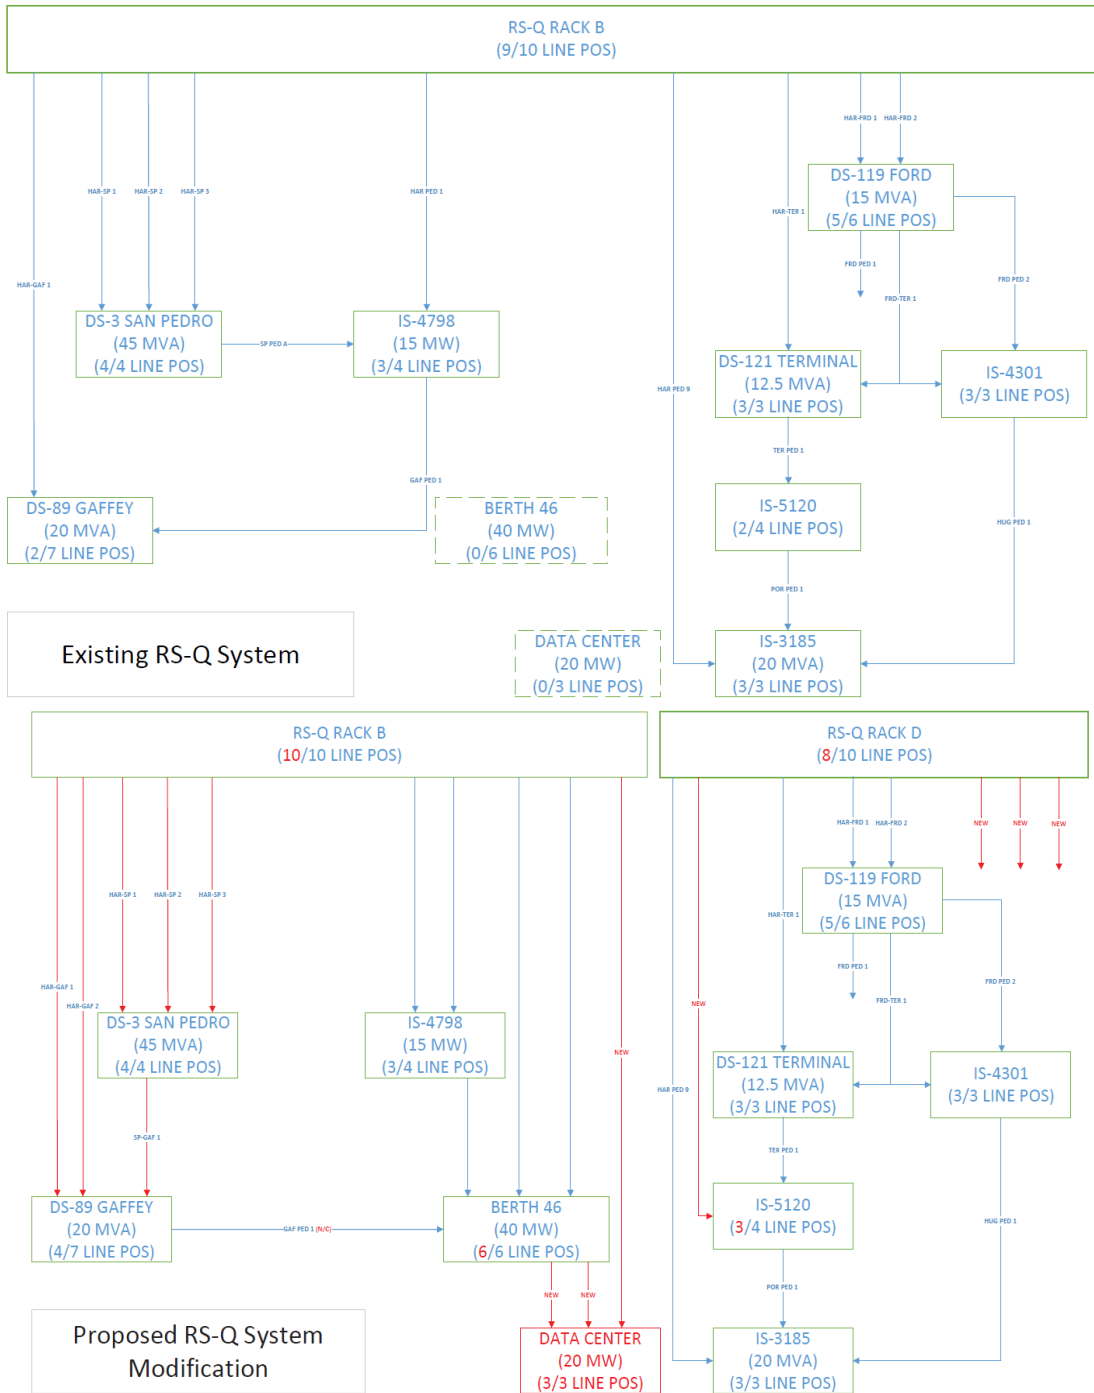 RS-Q RACK B
(9/10 LINE POS)
HAR-FRD 1
HAR-FRD 2
HAR-SP 1
HAR-SP 2
HAR-SP 3
HAR PED 1
DS-119 FORD
(15 MVA)
(5/6 LINE POS)
HAR-TER 1
HAR-GAF 1
FRD PED 1
FRD-TER 1
FRD PED 2
DS-3 SAN PEDRO
(45 MVA)
(4/4 LINE POS)
SP PED A
IS-4798
(15 MW)
(3/4 LINE POS)
HAR PED 9
DS-121 TERMINAL
(12.5 MVA)
(3/3 LINE POS)
IS-4301
(3/3 LINE POS)
TER PED 1
GAF PED 1
DS-89 GAFFEY
(20 MVA)
(2/7 LINE POS)
BERTH 46
(40 MW)
(0/6 LINE POS)
IS-5120
(2/4 LINE POS)
HUG PED 1
POR PED 1
Existing RS-Q System
DATA CENTER
(20 MW)
(0/3 LINE POS)
IS-3185
(20 MVA)
(3/3 LINE POS)
RS-Q RACK B
(10/10 LINE POS)
RS-Q RACK D
(8/10 LINE POS)
HAR-FRD 1
HAR-FRD 2
NEW
NEW
NEW
HAR-SP 1
HAR-SP 2
HAR-SP 3
DS-119 FORD
(15 MVA)
(5/6 LINE POS)
HAR-TER 1
HAR-GAF 1
HAR-GAF 2
FRD PED 1
FRD-TER 1
FRD PED 2
NEW
DS-3 SAN PEDRO
(45 MVA)
(4/4 LINE POS)
IS-4798
(15 MW)
(3/4 LINE POS)
NEW
HAR PED 9
DS-121 TERMINAL
(12.5 MVA)
(3/3 LINE POS)
IS-4301
(3/3 LINE POS)
SP-GAF 1
TER PED 1
DS-89 GAFFEY
(20 MVA)
(4/7 LINE POS)
GAF PED 1 (N/C)
BERTH 46
(40 MW)
(6/6 LINE POS)
IS-5120
(3/4 LINE POS)
HUG PED 1
NEW
NEW
POR PED 1
Proposed RS-Q System
Modification
DATA CENTER
(20 MW)
(3/3 LINE POS)
IS-3185
(20 MVA)
(3/3 LINE POS)